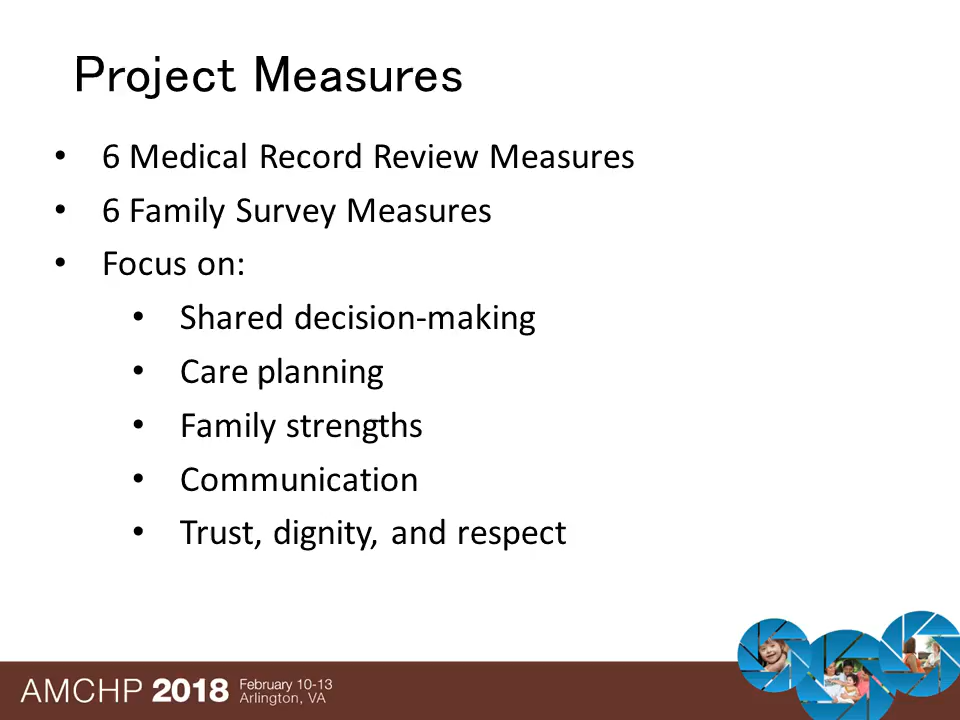 Project Measures
• 6 Medical Record Review Measures
• 6 Family Survey Measures
• Focus on:
• Shared decision-making
• Care planning
• Family strengths
• Communication
• Trust, dignity, and respect
AMCHP 2018 February 10-13
Arlington, VA